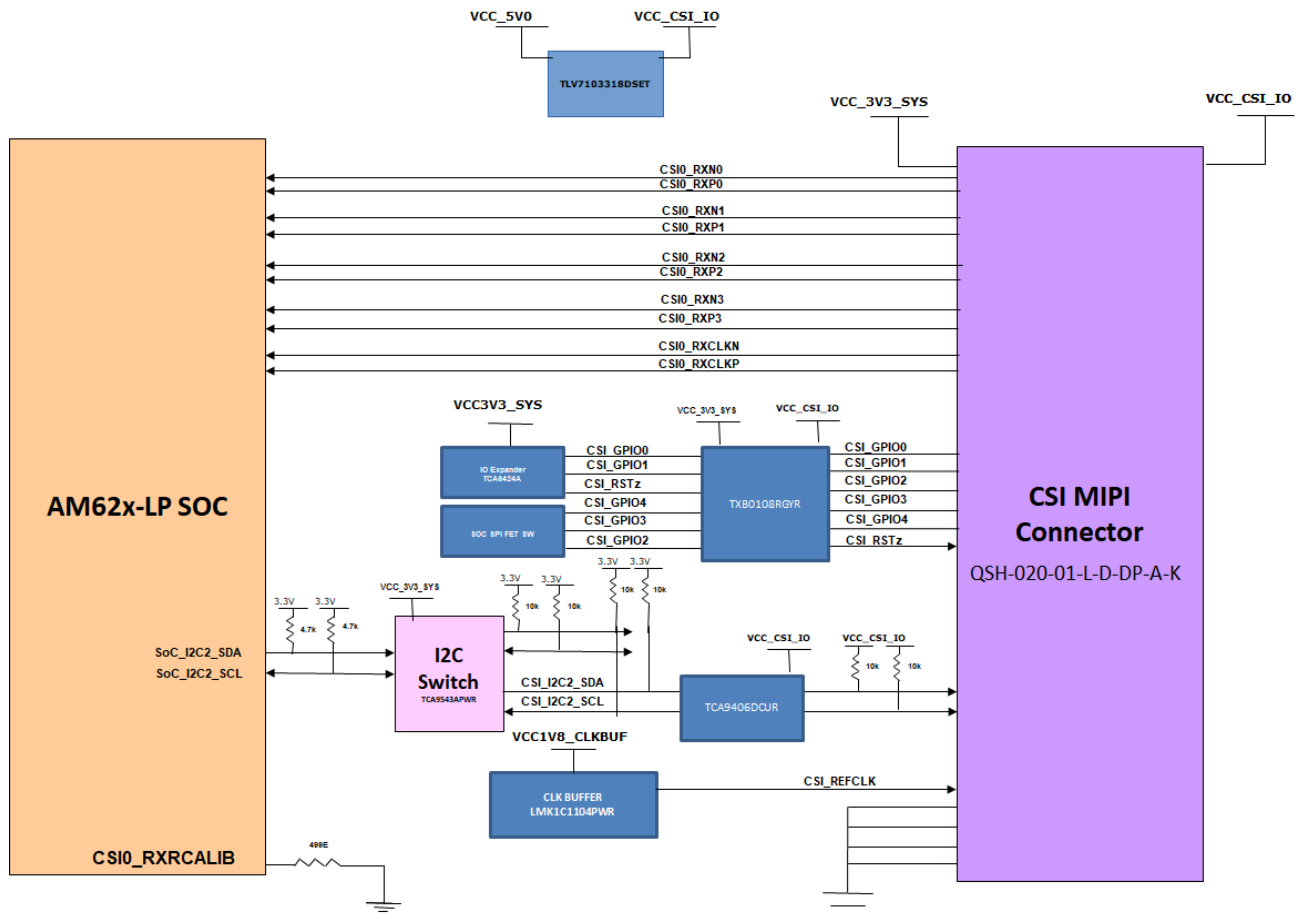 VCC_5V0
VCC_CSI_IO
TLV7103318DSET
VCC_3V3_SYS
VCC_CSI_IO
CSI0_RXN0
CSI0_RXP0
CSI0_RXN1
CSI0_RXP1
CSI0_RXN2
CSI0_RXP2
CSI0_RXN3
CSI0_RXP3
CSI0_RXCLKN
CSI0_RXCLKP
VCC3V3_SYS
VCC_3V3_SYS
VCC_CSI_IO
IO Expander
TCA6424A
CSI_GPIO0
CSI_GPIO1
CSI_RSTz
CSI_GPIO4
CSI_GPIO3
CSI_GPIO2
SOC SPI FET SW
TXB0108RGYR
CSI_GPIO0
CSI_GPIO1
CSI_GPIO2
CSI_GPIO3
CSI_GPIO4
CSI_RSTz
AM62x-LP SOC
CSI MIPI
Connector
QSH-020-01-L-D-DP-A-K
3.3V
3.3V
4.7k
4.7k
VCC_3V3_SYS
3.3V
3.3V
3.3V
3.3V
10k
10k
10k
10k
SoC_I2C2_SDA
SoC_I2C2_SCL
I2C
Switch
TCA9543APWR
CSI_I2C2_SDA
CSI_I2C2_SCL
VCC_CSI_IO
TCA9406DCUR
VCC_CSI_IO
10k
10k
VCC1V8_CLKBUF
CLK BUFFER
LMK1C1104PWR
CSI_REFCLK
CSI0_RXRCALIB
499E